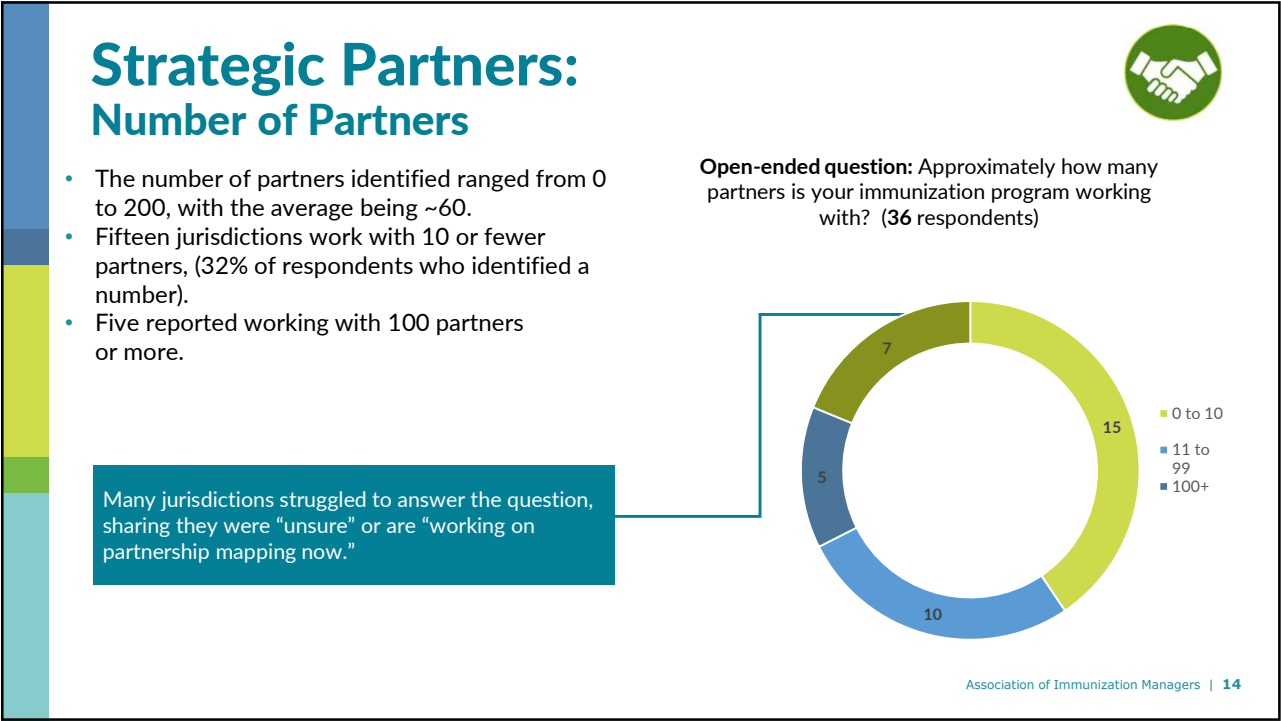 Strategic Partners:
Number of Partners
• The number of partners identified ranged from 0
to 200, with the average being ~60.
• Fifteen jurisdictions work with 10 or fewer
partners, (32% of respondents who identified a
number).
• Five reported working with 100 partners
or more.
Many jurisdictions struggled to answer the question,
sharing they were “unsure” or are “working on
partnership mapping now.”
Open-ended question: Approximately how many
partners is your immunization program working
with? (36 respondents)
7
15
5
10
0 to 10
11 to
99
100+
Association of Immunization Managers | 14